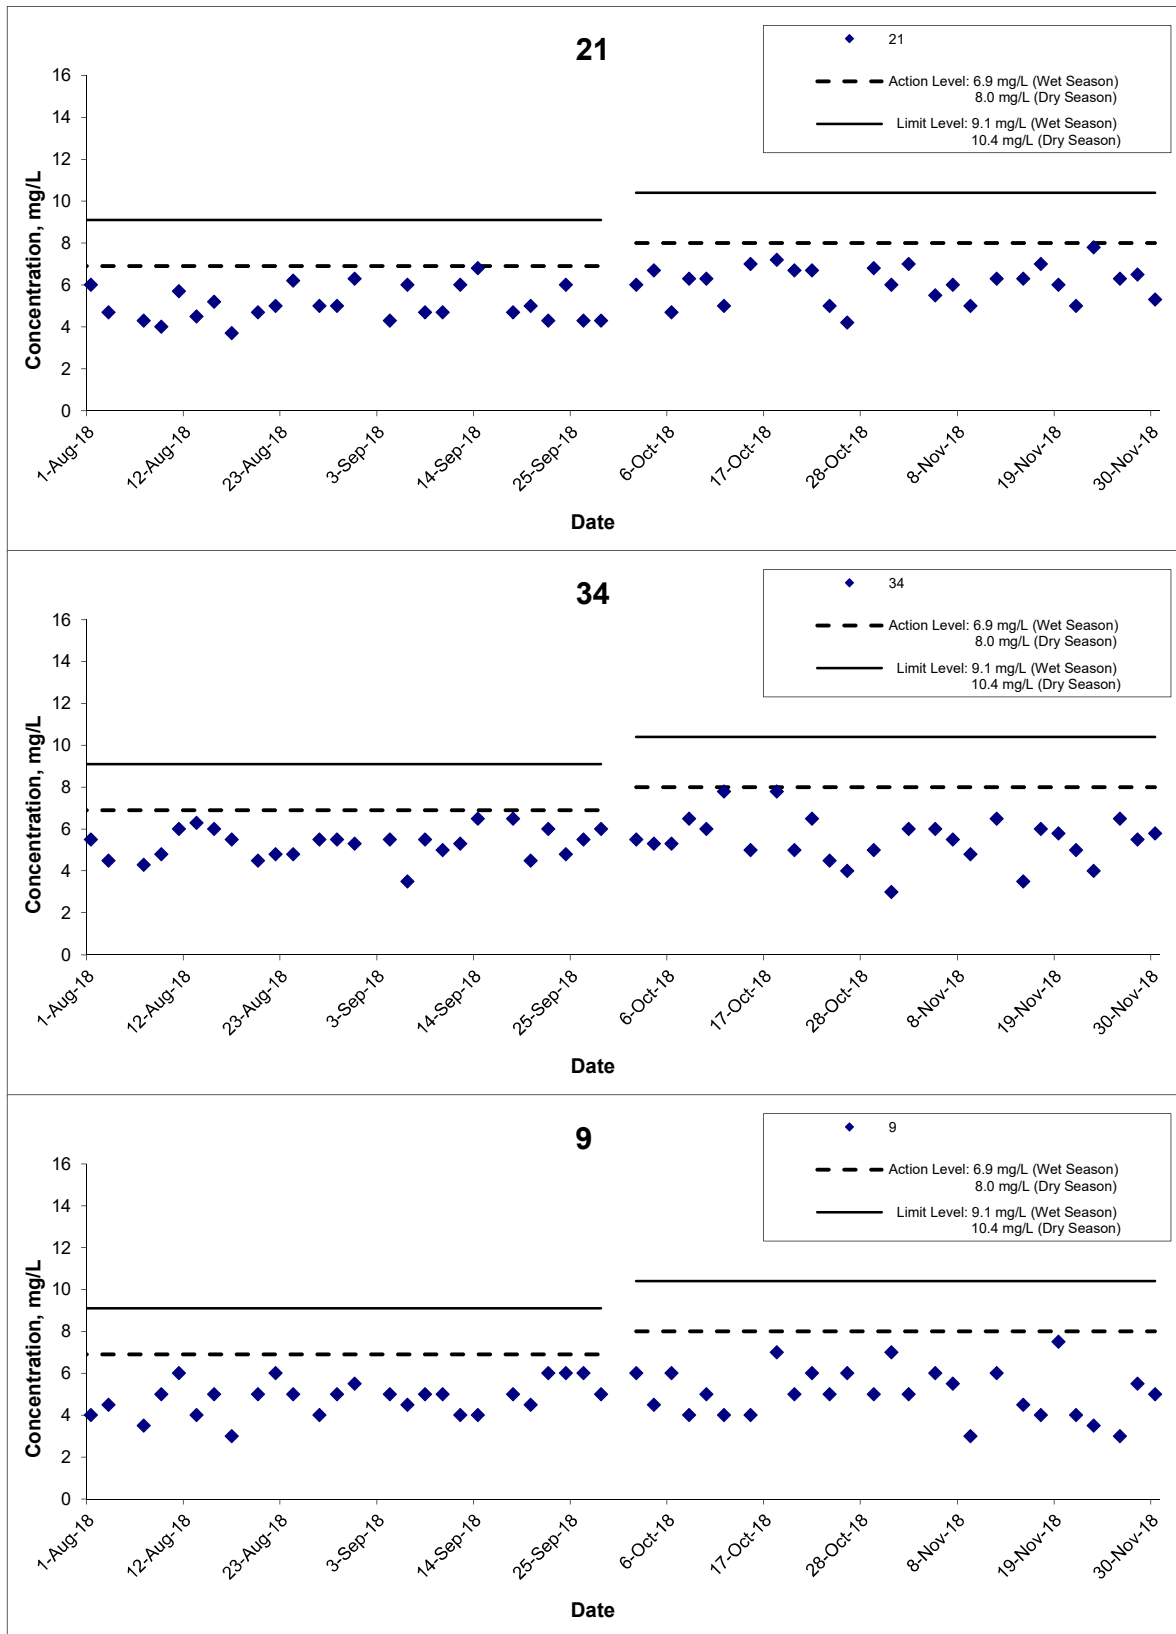 21
21
Action Level: 6.9 mg/L (Wet Season)
8.0 mg/L (Dry Season)
Limit Level: 9.1 mg/L (Wet Season)
10.4 mg/L (Dry Season)
Concentration, mg/L
16
14
12
10
8
6
4
2
0
1-Aug-18
12-Aug-18
23-Aug-18
3-Sep-18
14-Sep-18
25-Sep-18
6-Oct-18
17-Oct-18
28-Oct-18
8-Nov-18
19-Nov-18
30-Nov-18
Date
34
34
Action Level: 6.9 mg/L (Wet Season)
8.0 mg/L (Dry Season)
Limit Level: 9.1 mg/L (Wet Season)
10.4 mg/L (Dry Season)
Concentration, mg/L
16
14
12
10
8
6
4
2
0
1-Aug-18
12-Aug-18
23-Aug-18
3-Sep-18
14-Sep-18
25-Sep-18
6-Oct-18
17-Oct-18
28-Oct-18
8-Nov-18
19-Nov-18
30-Nov-18
Date
9
9
Action Level: 6.9 mg/L (Wet Season)
8.0 mg/L (Dry Season)
Limit Level: 9.1 mg/L (Wet Season)
10.4 mg/L (Dry Season)
Concentration, mg/L
16
14
12
10
8
6
4
2
0
1-Aug-18
12-Aug-18
23-Aug-18
3-Sep-18
14-Sep-18
25-Sep-18
6-Oct-18
17-Oct-18
28-Oct-18
8-Nov-18
19-Nov-18
30-Nov-18
Date